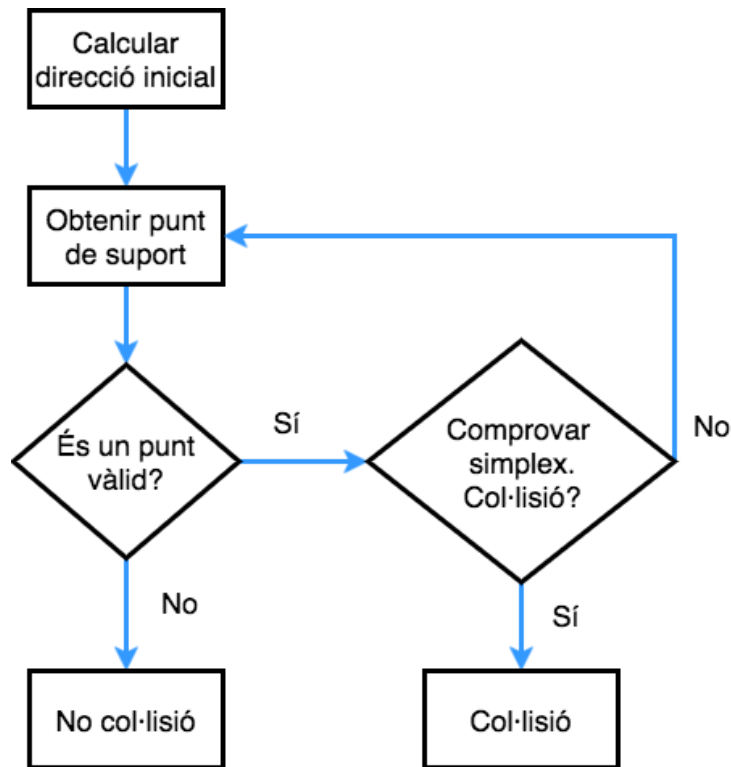 Calcular
direcció inicial
Obtenir punt
de suport
És un punt
vàlid?
Sí
Comprovar
simplex.
Col·lisió?
No
No
Sí
No col·lisió
Col·lisió